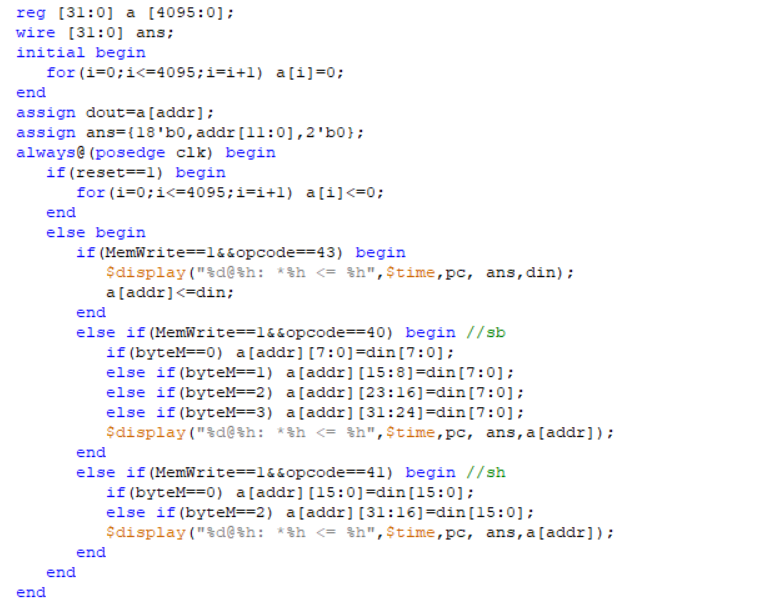 reg [31:0] a [4095:0];
wire [31:0] ans;
initial begin
for(i=0;i<=4095;i=i+1) a[i]=0;
end
assign dout=a[addr];
assign ans={18'b0,addr[11:0],2'b0};
always@(posedge clk) begin
if(reset==1) begin
for(i=0;i<=4095;i=i+1) a[i]<=0;
end
else begin
if(MemWrite==1&&opcode==43) begin
$display("%d@%h: *%h <= %h",$time,pc, ans,din);
a[addr]<=din;
end
else if(MemWrite==1&&opcode==40) begin //sb
if(byteM==0) a[addr][7:0]=din[7:0];
else if(byteM==1) a[addr][15:8]=din[7:0];
else if(byteM==2) a[addr][23:16]=din[7:0];
else if(byteM==3) a[addr][31:24]=din[7:0];
$display("%d@%h: *%h <= %h",$time,pc, ans,a[addr]);
end
else if(MemWrite==1&&opcode==41) begin //sh
if(byteM==0) a[addr][15:0]=din[15:0];
else if(byteM==2) a[addr][31:16]=din[15:0];
$display("%d@%h: *%h <= %h",$time,pc, ans,a[addr]);
end
end
end